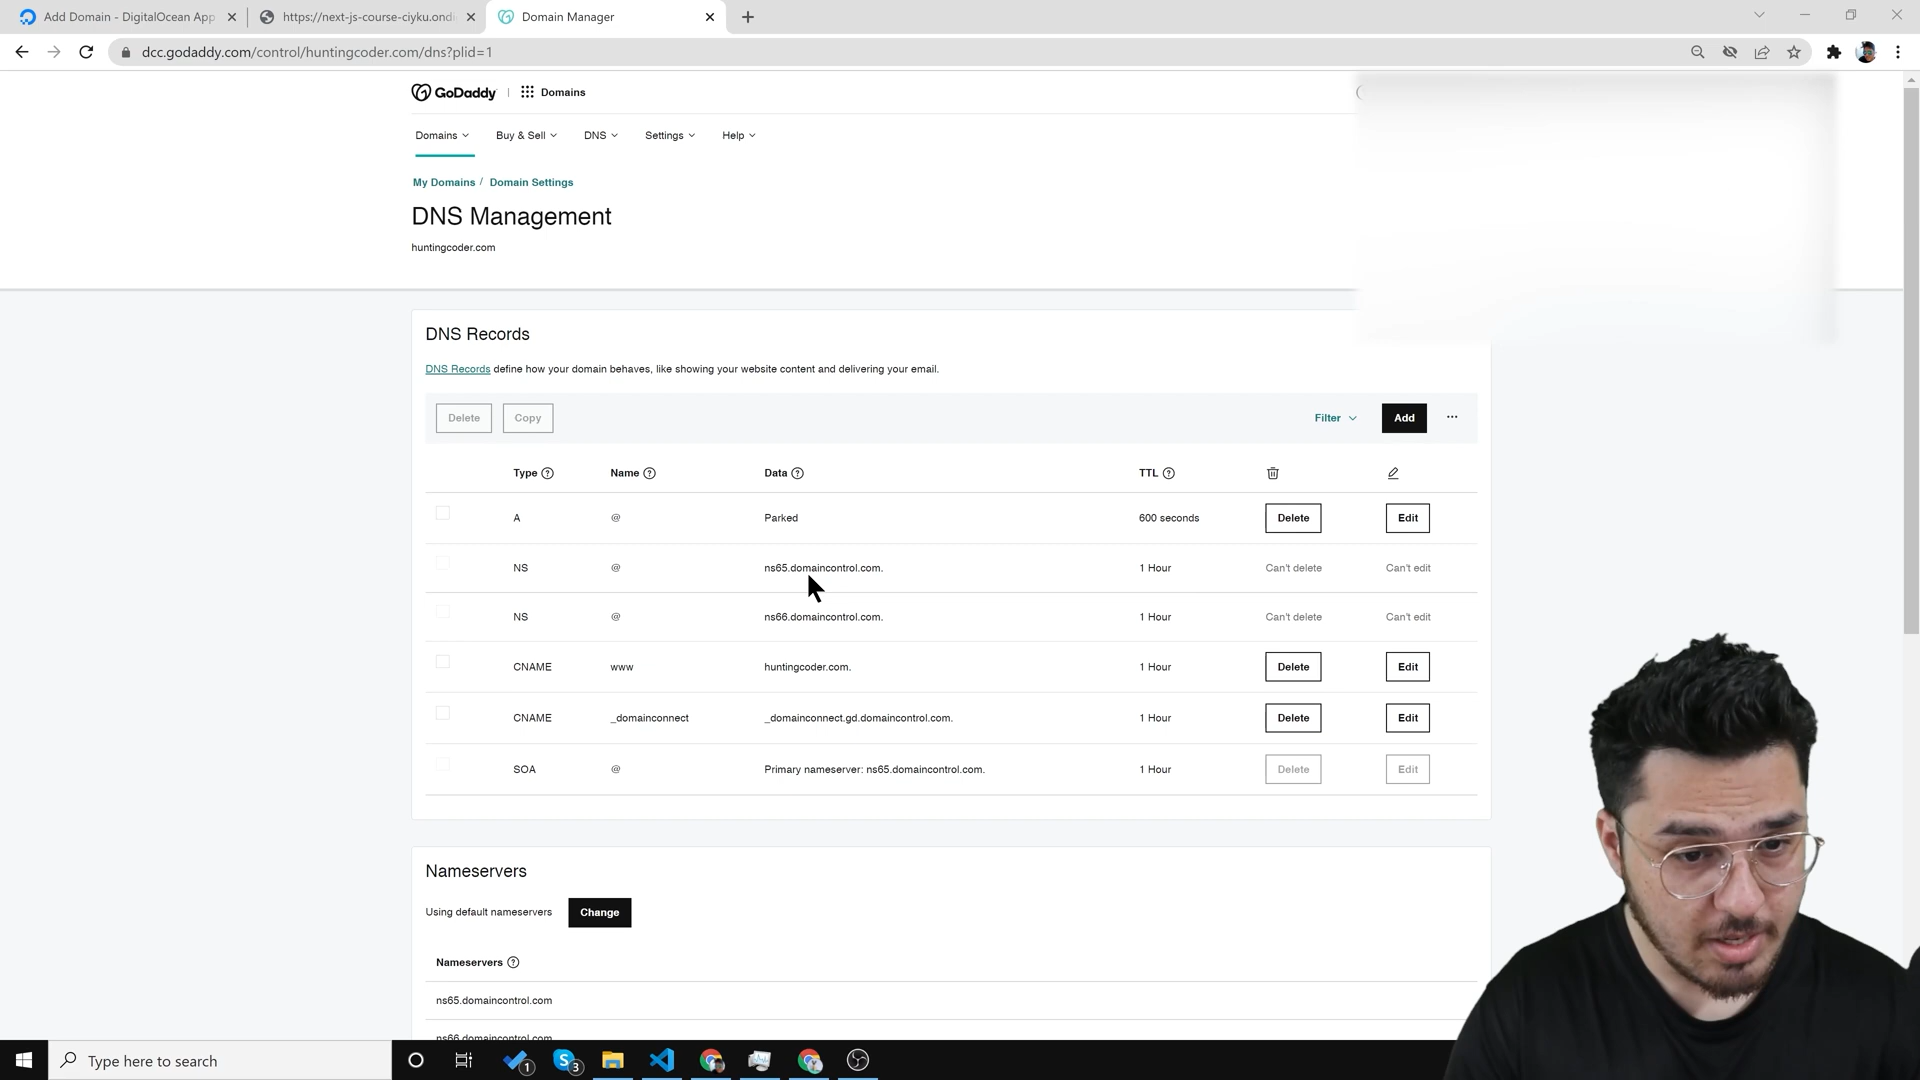 Add Domain - DigitalOcean App
https://next-js-course-ciyku.ondi
Domain Manager
dcc.godaddy.com/control/huntingcoder.com/dns?plid=1
GoDaddy
Domains
Domains
Buy & Sell
DNS
Settings
Help
My Domains / Domain Settings
DNS Management
huntingcoder.com
DNS Records
DNS Records define how your domain behaves, like showing your website content and delivering your email.
Delete
Copy
Filter
Add
Type
Name
Data
TTL
A @ Parked 600 seconds Delete Edit
NS @ ns65.domaincontrol.com. 1 Hour Can't delete Can't edit
NS @ ns66.domaincontrol.com. 1 Hour Can't delete Can't edit
CNAME www huntingcoder.com. 1 Hour Delete Edit
CNAME _domainconnect _domainconnect.gd.domaincontrol.com. 1 Hour Delete Edit
SOA @ Primary nameserver: ns65.domaincontrol.com. 1 Hour Delete Edit
Nameservers
Using default nameservers
Change
Nameservers
ns65.domaincontrol.com
ns66.domaincontrol.com
Type here to search
1
3